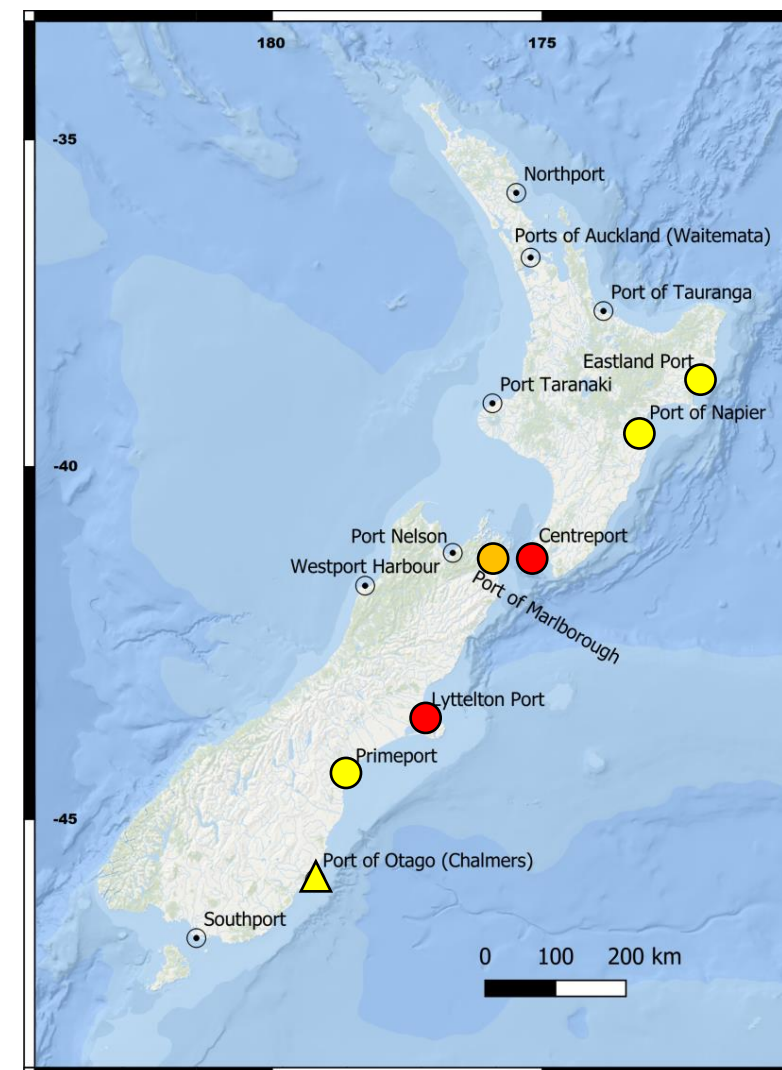 180
175
-35
Northport
Ports of Auckland (Waitemata)
Port of Tauranga
Eastland Port
Port Taranaki
Port of Napier
-40
Port Nelson
Centreport
Westport Harbour
Port of Marlborough
Lyttelton Port
Primeport
-45
Port of Otago (Chalmers)
Southport
0 100 200 km